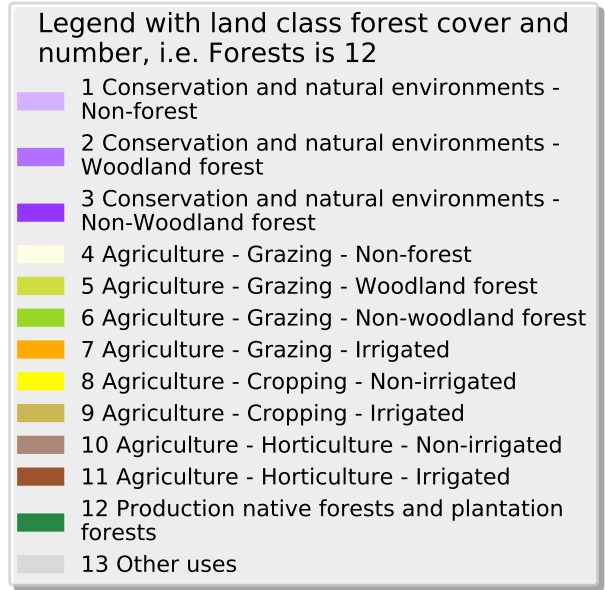 Legend with land class forest cover and
number, i.e. Forests is 12
1 Conservation and natural environments -
Non-forest
2 Conservation and natural environments -
Woodland forest
3 Conservation and natural environments -
Non-Woodland forest
4 Agriculture - Grazing - Non-forest
5 Agriculture - Grazing - Woodland forest
6 Agriculture - Grazing - Non-woodland forest
7 Agriculture - Grazing - Irrigated
8 Agriculture - Cropping - Non-irrigated
9 Agriculture - Cropping - Irrigated
10 Agriculture - Horticulture - Non-irrigated
11 Agriculture - Horticulture - Irrigated
12 Production native forests and plantation
forests
13 Other uses